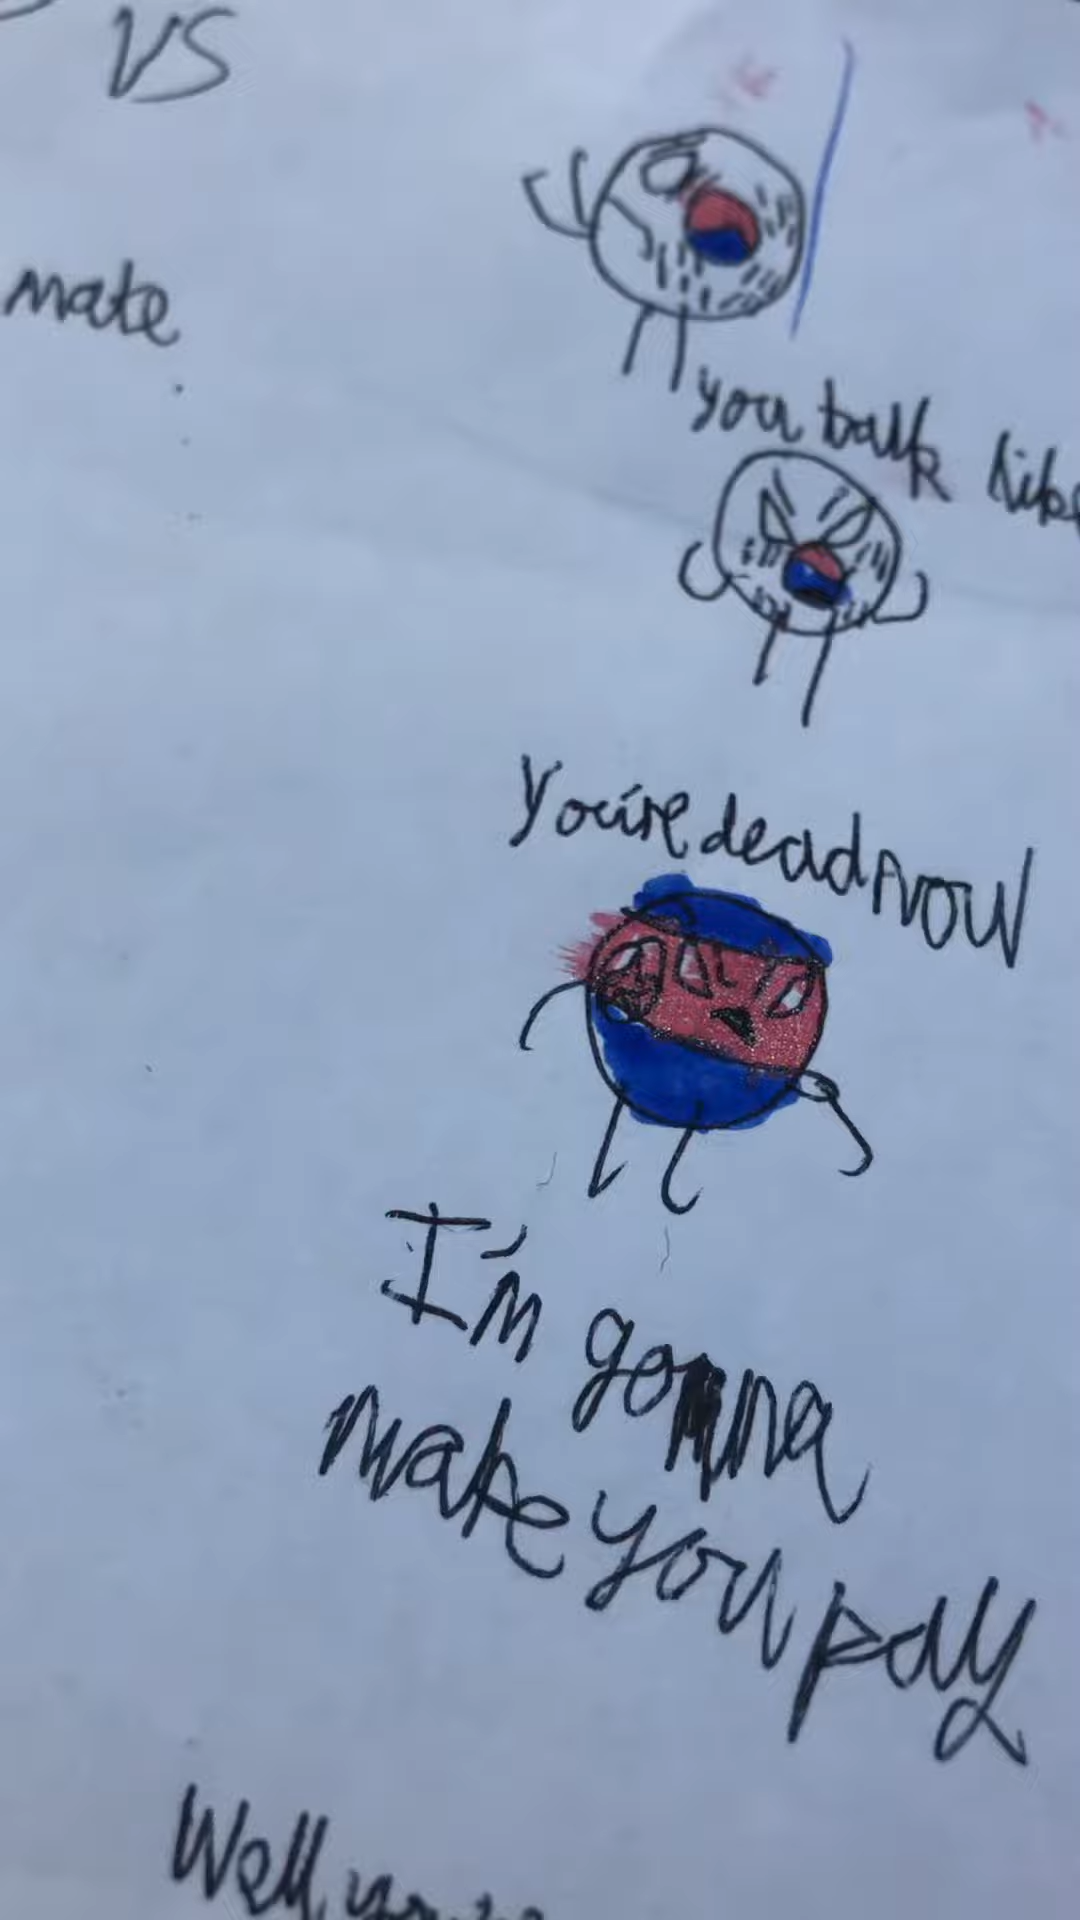 VS
mate
you talk like
You're dead now
I'm gonna
make you pay
Well